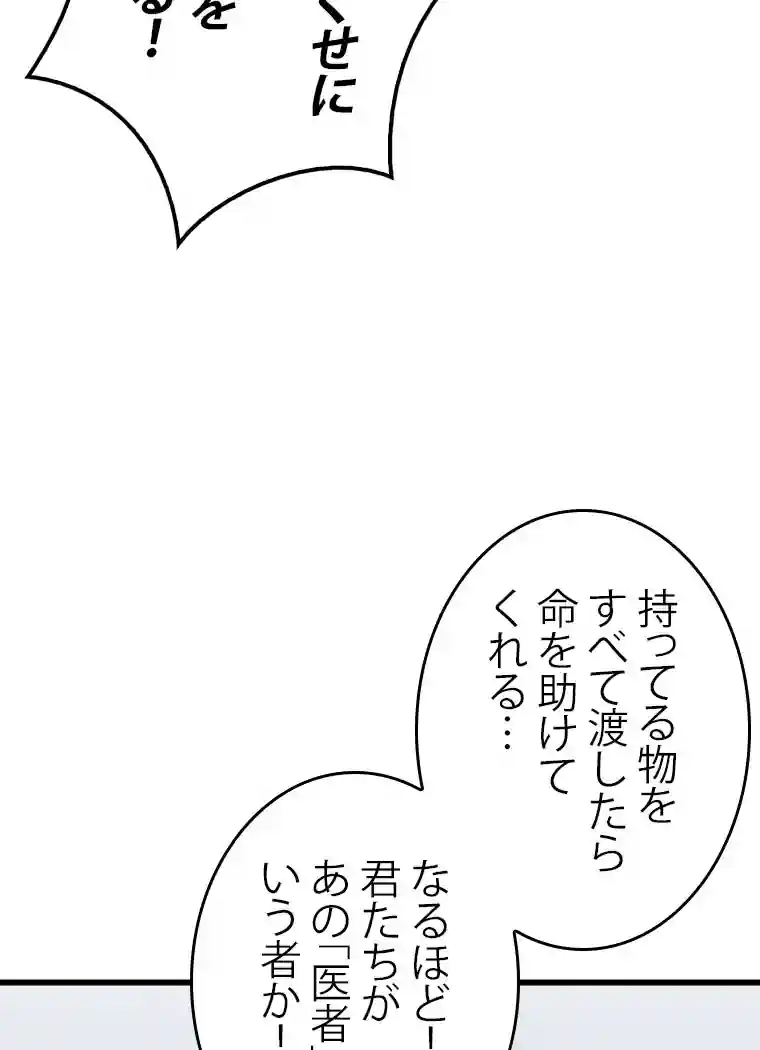 くせに
を
る！
持ってる物を
すべて渡したら
命を助けて
くれる…
なるほど！
君たちが
あの「医者」
いう者か！